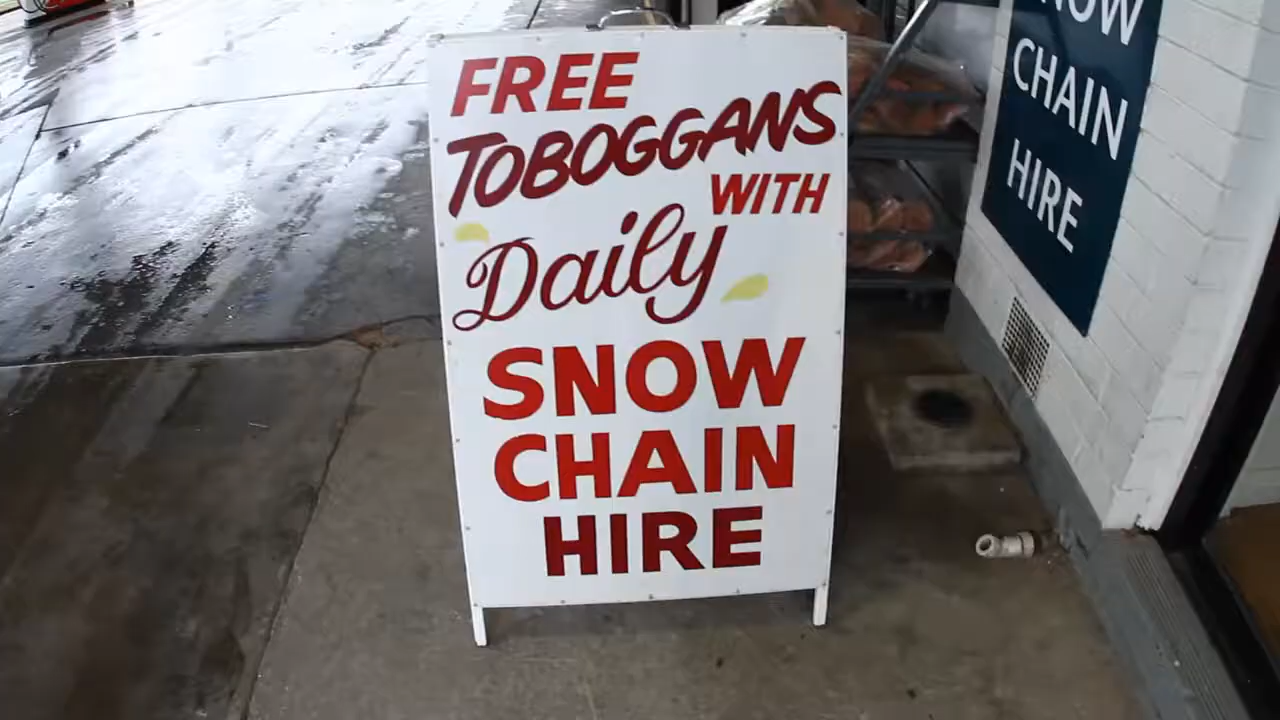 FREE
TOBOGGANS
WITH
Daily
SNOW
CHAIN
HIRE
CHAIN
HIRE